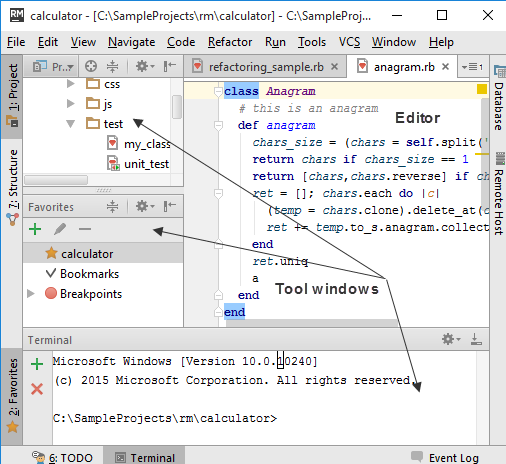 RM calculator - [C:\SampleProjects\rm\calculator] - [C:\SamplePro...
File Edit View Navigate Code Refactor Run Tools VCS Window Help
1: Project
7: Structure
2: Favorites
Pr...
css
js
test
my_class
unit_test
Favorites
calculator
Bookmarks
Breakpoints
refactoring_sample.rb
anagram.rb
1
class Anagram
# this is an anagram
def anagram
chars_size = (chars = self.split('
return chars if chars_size == 1
return [chars,chars.reverse] if c
ret = []; chars.each do |c|
(temp = chars.clone).delete_at(c
ret += temp.to_s.anagram.collec
end
ret.uniq
a
end
end
Editor
Tool windows
Database
Remote Host
Terminal
Microsoft Windows [Version 10.0.10240]
(c) 2015 Microsoft Corporation. All rights reserved
C:\SampleProjects\rm\calculator>
6: TODO
Terminal
Event Log